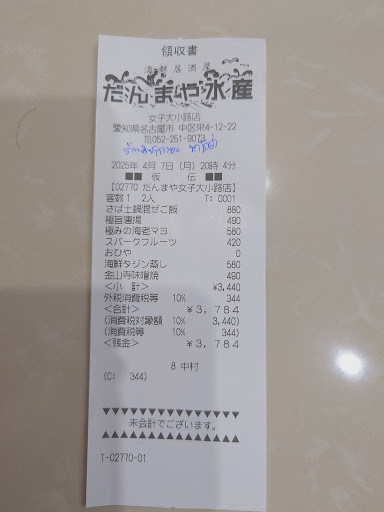 領収書
海鮮居酒屋
だんまや水産
女子大小路店
愛知県名古屋市 中区栄4-12-22
℡052-251-9073
2025年 4月 7日 (月) 20時 4分
■■ 仮 伝 ■■
【02770 だんまや女子大小路店】
客数1 2人 T: 0001
さば土鍋混ぜご飯 880
極旨唐揚 490
極みの海老マヨ 580
スパークフルーツ 420
おひや 0
海鮮タジン蒸し 580
金山寺味噌焼 490
<小 計> ¥3,440
外税消費税等 10% 344
<合計> ¥3,784
(消費税対象額 10% 3,440)
(消費税等 10% 344)
<残金> ¥3,784
8 中村
(C: 344)
▼▼▼▼▼▼▼▼▼▼▼▼▼▼▼▼
未会計でございます。
▲▲▲▲▲▲▲▲▲▲▲▲▲▲▲▲
T-02770-01